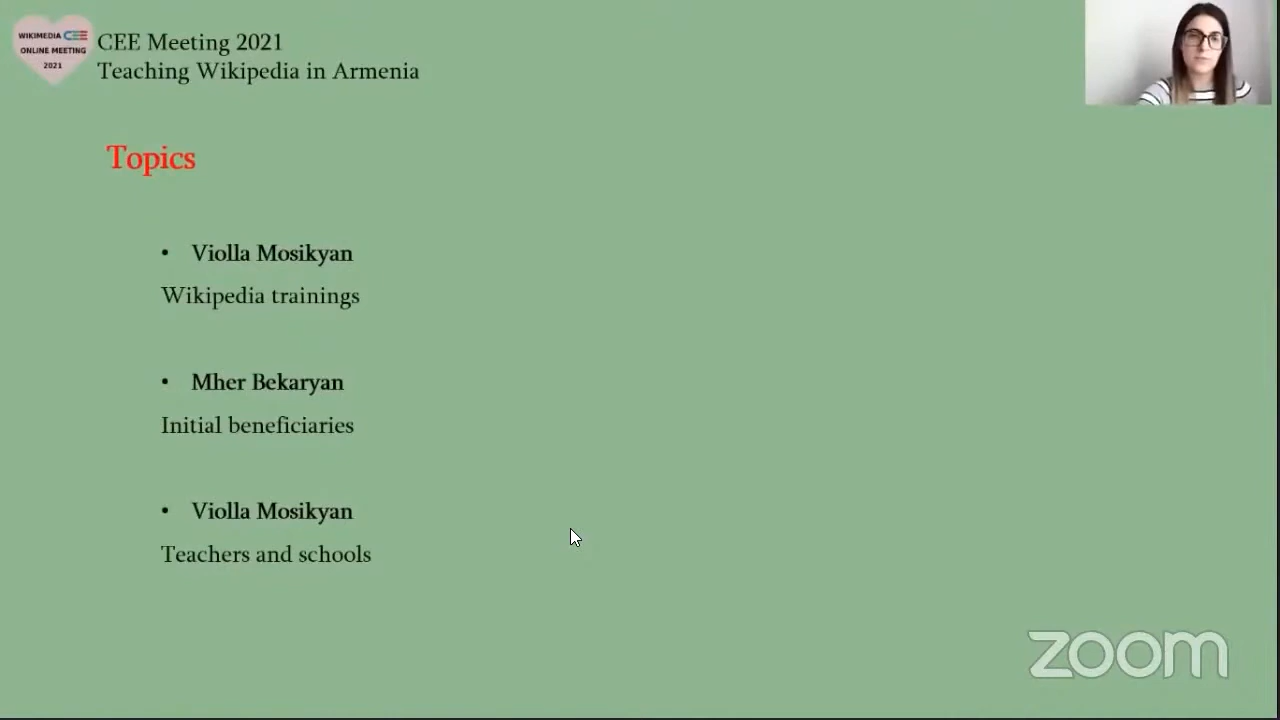 WIKIMEDIA CEE
ONLINE MEETING
2021
CEE Meeting 2021
Teaching Wikipedia in Armenia
Topics
• Violla Mosikyan
Wikipedia trainings
• Mher Bekaryan
Initial beneficiaries
• Violla Mosikyan
Teachers and schools
zoom